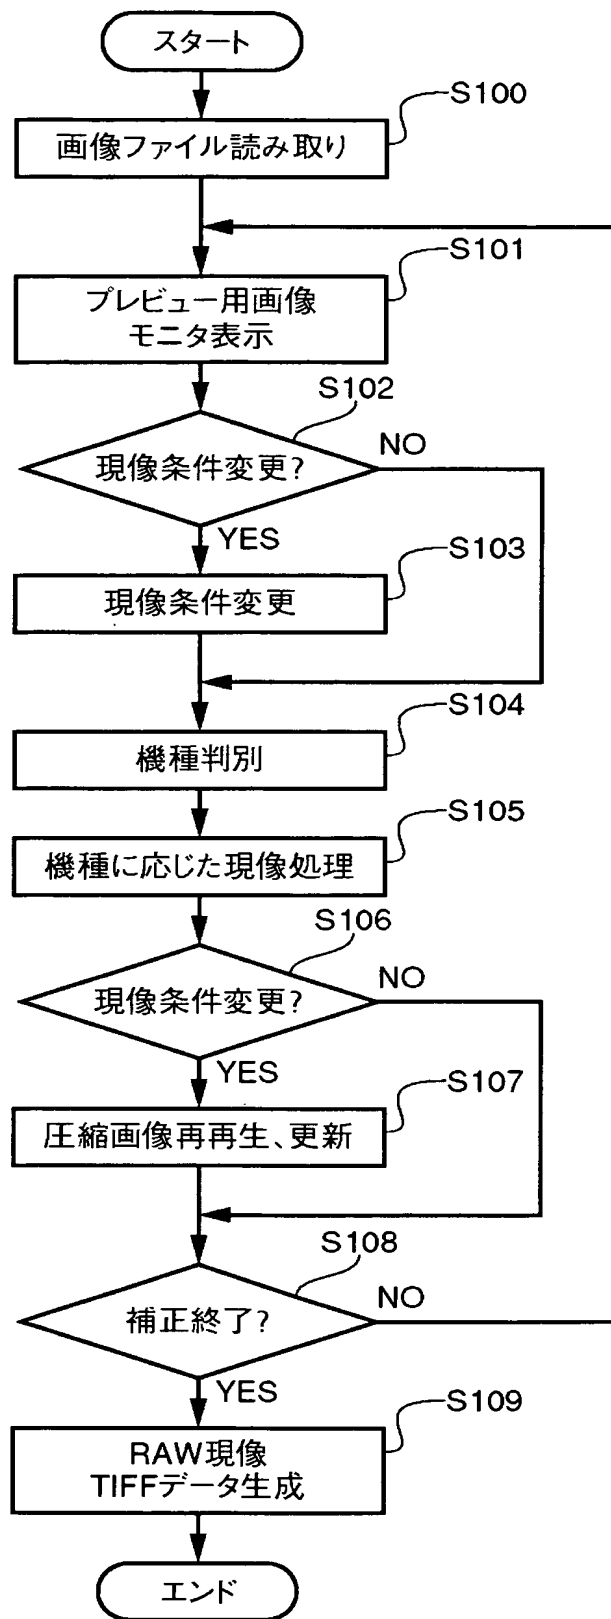 スタート
S100
画像ファイル読み取り
S101
プレビュー用画像
モニタ表示
S102
現像条件変更?
NO
YES
S103
現像条件変更
S104
機種判別
S105
機種に応じた現像処理
S106
現像条件変更?
NO
YES
S107
圧縮画像再再生、更新
S108
補正終了?
NO
YES
S109
RAW現像
TIFFデータ生成
エンド